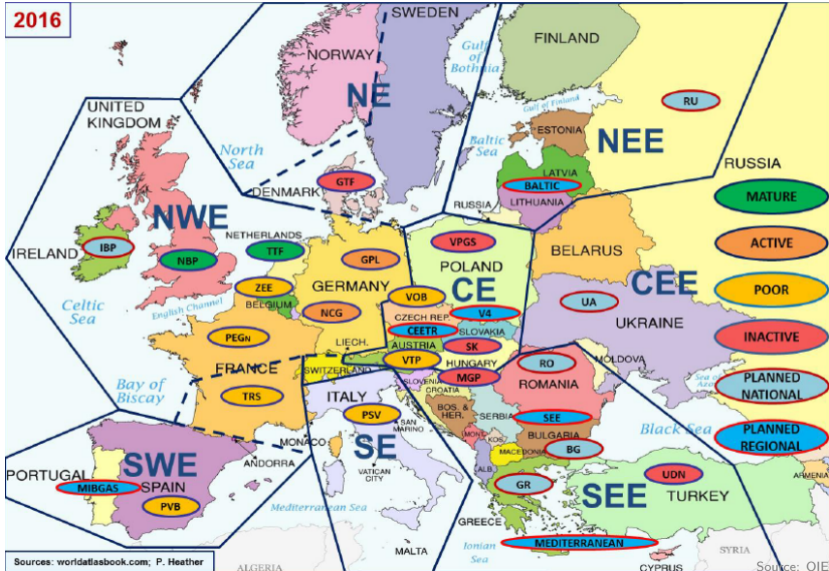 2016
SWEDEN
NORWAY
FINLAND
Gulf of
Bothnia
NE
UNITED
KINGDOM
North
Sea
Gulf of Finland
RU
Baltic
Sea
ESTONIA
NEE
RUSSIA
DENMARK
GTF
LATVIA
BALTIC
LITHUANIA
RUSSIA
MATURE
NWE
IRELAND
IBP
NBP
NETHERLANDS
TTF
GPL
VPGS
POLAND
BELARUS
ACTIVE
Celtic
Sea
English Channel
ZEE
BELGIUM
GERMANY
NCG
VOB
CE
CEE
POOR
CZECH REP.
V4
CEETR
SLOVAKIA
UA
UKRAINE
PEGN
FRANCE
LIECH.
AUSTRIA
SK
VTP
HUNGARY
MGP
INACTIVE
Bay of
Biscay
SWITZERLAND
RO
MOLDOVA
ROMANIA
Sea of
PLANNED
NATIONAL
TRS
ITALY
SLOVENIA
CROATIA
BOS. &
HER.
SERBIA
SEE
PSV
SAN
MARINO
MONACO
MON.
KOS.
BULGARIA
BG
Black Sea
PLANNED
REGIONAL
SE
ANDORRA
SWE
PORTUGAL
MIBGAS
SPAIN
PVB
VATICAN
CITY
MACEDONIA
ALB.
GR
GREECE
SEE
UDN
TURKEY
ARMENIA
Mediterranean Sea
MALTA
Ionian
Sea
MEDITERRANEAN
CYPRUS
SYRIA
ALGERIA
Sources: worldatlasbook.com; P. Heather
Source: OIE